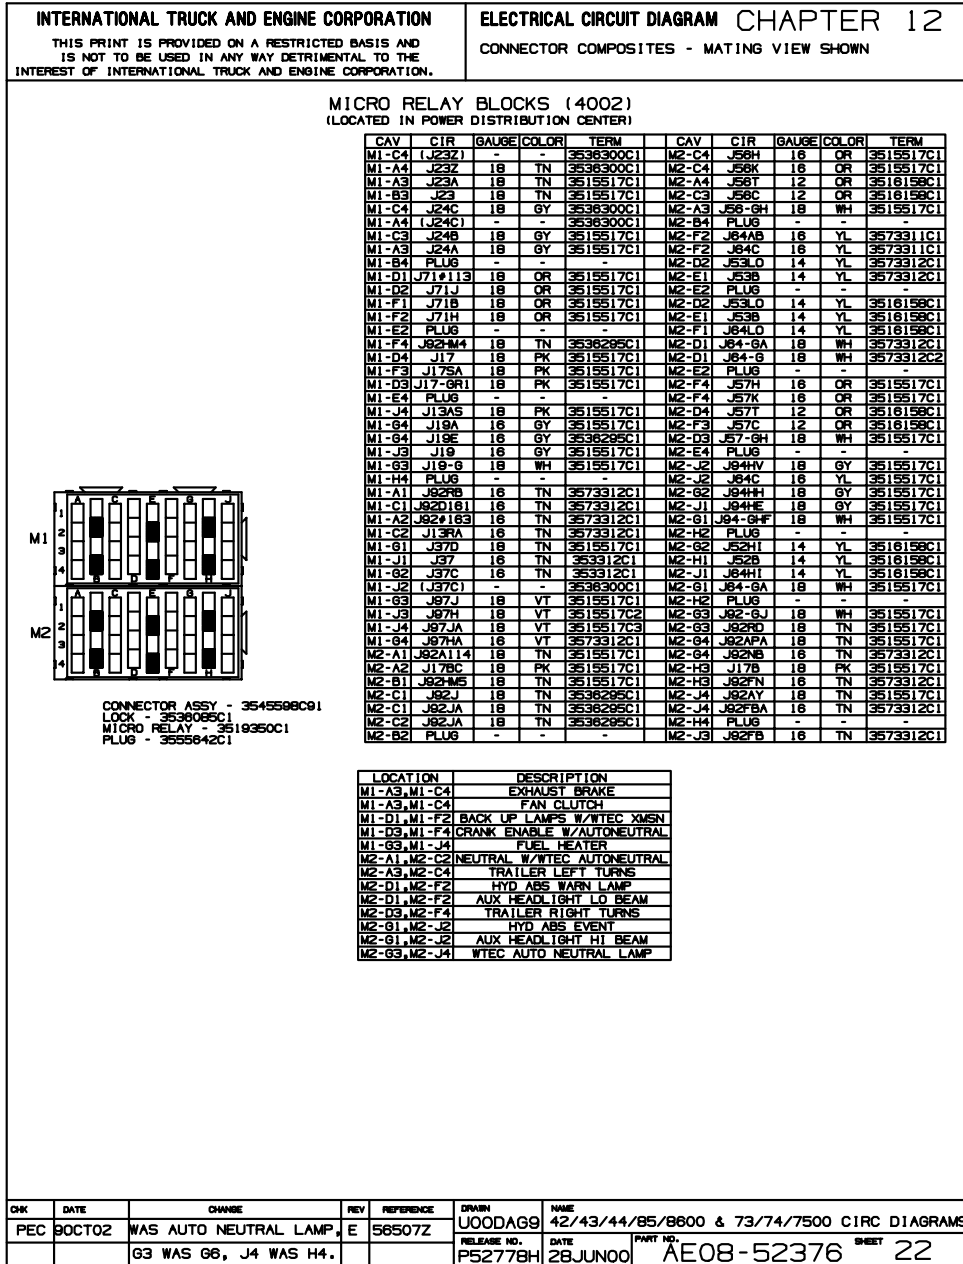 INTERNATIONAL TRUCK AND ENGINE CORPORATION
THIS PRINT IS PROVIDED ON A RESTRICTED BASIS AND
IS NOT TO BE USED IN ANY WAY DETRIMENTAL TO THE
INTEREST OF INTERNATIONAL TRUCK AND ENGINE CORPORATION.
ELECTRICAL CIRCUIT DIAGRAM CHAPTER 12
CONNECTOR COMPOSITES - MATING VIEW SHOWN
MICRO RELAY BLOCKS (4002)
(LOCATED IN POWER DISTRIBUTION CENTER)
CAV CIR GAUGE COLOR TERM CAV CIR GAUGE COLOR TERM
M1-C4 (J23Z) - - 3536300C1 M2-C4 J56H 16 OR 3515517C1
M1-A4 J23Z 18 TN 3536300C1 M2-C4 J56K 16 OR 3515517C1
M1-A3 J23A 18 TN 3515517C1 M2-A4 J56T 12 OR 3516158C1
M1-B3 J23 18 TN 3515517C1 M2-C3 J56C 12 OR 3516158C1
M1-C4 J24C 18 GY 3536300C1 M2-A3 J56-GH 18 WH 3515517C1
M1-A4 (J24C) - - 3536300C1 M2-B4 PLUG - - -
M1-C3 J24B 18 GY 3515517C1 M2-F2 J64AB 16 YL 3573311C1
M1-A3 J24A 18 GY 3515517C1 M2-F2 J64C 16 YL 3573311C1
M1-B4 PLUG - - - M2-D2 J53LO 14 YL 3573312C1
M1-D1 J71#113 18 OR 3515517C1 M2-E1 J53B 14 YL 3573312C1
M1-D2 J71J 18 OR 3515517C1 M2-E2 PLUG - - -
M1-F1 J71B 18 OR 3515517C1 M2-D2 J53LO 14 YL 3516158C1
M1-F2 J71H 18 OR 3515517C1 M2-E1 J53B 14 YL 3516158C1
M1-E2 PLUG - - - M2-F1 J64LO 14 YL 3516158C1
M1-F4 J92HM4 18 TN 3536295C1 M2-D1 J64-GA 18 WH 3573312C1
M1-D4 J17 18 PK 3515517C1 M2-D1 J64-G 18 WH 3573312C2
M1-F3 J17SA 18 PK 3515517C1 M2-E2 PLUG - - -
M1-D3 J17-GR1 18 PK 3515517C1 M2-F4 J57H 16 OR 3515517C1
M1-E4 PLUG - - - M2-F4 J57K 16 OR 3515517C1
M1-J4 J13AS 18 PK 3515517C1 M2-D4 J57T 12 OR 3516158C1
M1-G4 J19A 16 GY 3515517C1 M2-F3 J57C 12 OR 3516158C1
M1-G4 J19E 16 GY 3536295C1 M2-D3 J57-GH 18 WH 3515517C1
M1-J3 J19 16 GY 3515517C1 M2-E4 PLUG - - -
M1-G3 J19-G 18 WH 3515517C1 M2-J2 J94HV 18 GY 3515517C1
M1-H4 PLUG - - - M2-J2 J64C 16 YL 3515517C1
M1-A1 J92RB 16 TN 3573312C1 M2-G2 J94HH 18 GY 3515517C1
M1-C1 J92D161 16 TN 3573312C1 M2-J1 J94HE 18 GY 3515517C1
M1-A2 J92#163 16 TN 3573312C1 M2-G1 J94-GHF 18 WH 3515517C1
M1-C2 J13RA 16 TN 3573312C1 M2-H2 PLUG - - -
M1-G1 J37D 18 TN 3515517C1 M2-G2 J52HI 14 YL 3516158C1
M1-J1 J37 16 TN 353312C1 M2-H1 J52B 14 YL 3516158C1
M1-G2 J37C 16 TN 353312C1 M2-J1 J64HI 14 YL 3516158C1
M1-J2 (J37C) - - 3536300C1 M2-G1 J64-GA 18 WH 3515517C1
M1-G3 J97J 18 VT 3515517C1 M2-H2 PLUG - - -
M1-J3 J97H 18 VT 3515517C2 M2-G3 J92-GJ 18 WH 3515517C1
M1-J4 J97JA 18 VT 3515517C3 M2-G3 J92RD 18 TN 3515517C1
M1-G4 J97HA 16 VT 3573312C1 M2-G4 J92APA 18 TN 3515517C1
M2-A1 J92A114 18 TN 3515517C1 M2-G4 J92NB 16 TN 3573312C1
M2-A2 J17BC 18 PK 3515517C1 M2-H3 J17B 18 PK 3515517C1
M2-B1 J92HM5 18 TN 3515517C1 M2-H3 J92FN 16 TN 3573312C1
M2-C1 J92J 18 TN 3536295C1 M2-J4 J92AY 18 TN 3515517C1
M2-C1 J92JA 18 TN 3536295C1 M2-J4 J92FBA 16 TN 3573312C1
M2-C2 J92JA 18 TN 3536295C1 M2-H4 PLUG - - -
M2-B2 PLUG - - - M2-J3 J92FB 16 TN 3573312C1
A C E G J
1
M1 2
3
4
B D F H
A C E G J
1
M2 2
3
4
B D F H
CONNECTOR ASSY - 3545598C91
LOCK - 3536085C1
MICRO RELAY - 3519350C1
PLUG - 3555642C1
LOCATION DESCRIPTION
M1-A3,M1-C4 EXHAUST BRAKE
M1-A3,M1-C4 FAN CLUTCH
M1-D1,M1-F2 BACK UP LAMPS W/WTEC XMSN
M1-D3,M1-F4 CRANK ENABLE W/AUTONEUTRAL
M1-G3,M1-J4 FUEL HEATER
M2-A1,M2-C2 NEUTRAL W/WTEC AUTONEUTRAL
M2-A3,M2-C4 TRAILER LEFT TURNS
M2-D1,M2-F2 HYD ABS WARN LAMP
M2-D1,M2-F2 AUX HEADLIGHT LO BEAM
M2-D3,M2-F4 TRAILER RIGHT TURNS
M2-G1,M2-J2 HYD ABS EVENT
M2-G1,M2-J2 AUX HEADLIGHT HI BEAM
M2-G3,M2-J4 WTEC AUTO NEUTRAL LAMP
CHK DATE CHANGE REV REFERENCE DRAWN NAME
PEC 9OCT02 WAS AUTO NEUTRAL LAMP, E 56507Z U00DAG9 42/43/44/85/8600 & 73/74/7500 CIRC DIAGRAMS
G3 WAS G6, J4 WAS H4. RELEASE NO. P52778H DATE 28JUN00 PART NO. AE08-52376 SHEET 22